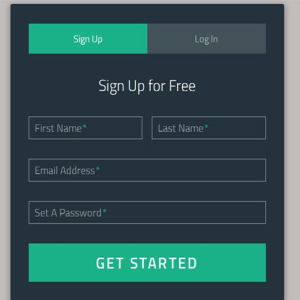 Sign Up Log In
Sign Up for Free
First Name* Last Name*
Email Address*
Set A Password*
GET STARTED